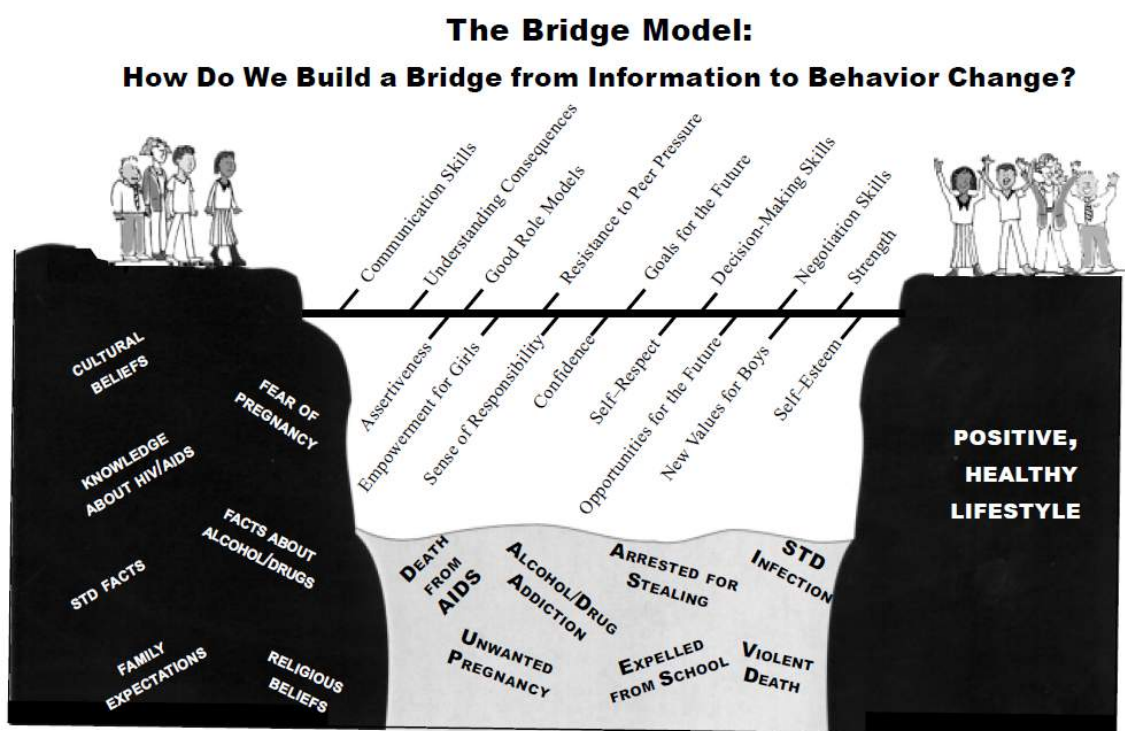 The Bridge Model:
How Do We Build a Bridge from Information to Behavior Change?
Communication Skills
Understanding Consequences
Good Role Models
Resistance to Peer Pressure
Goals for the Future
Decision-Making Skills
Negotiation Skills
Strength
Assertiveness
Empowerment for Girls
Sense of Responsibility
Confidence
Self-Respect
Opportunities for the Future
New Values for Boys
Self-Esteem
CULTURAL
BELIEFS
FEAR OF
PREGNANCY
KNOWLEDGE
ABOUT HIV/AIDS
FACTS ABOUT
ALCOHOL/DRUGS
STD FACTS
FAMILY
EXPECTATIONS
RELIGIOUS
BELIEFS
DEATH
FROM
AIDS
ALCOHOL/DRUG
ADDICTION
ARRESTED FOR
STEALING
STD
INFECTION
UNWANTED
PREGNANCY
EXPELLED
FROM SCHOOL
VIOLENT
DEATH
POSITIVE,
HEALTHY
LIFESTYLE